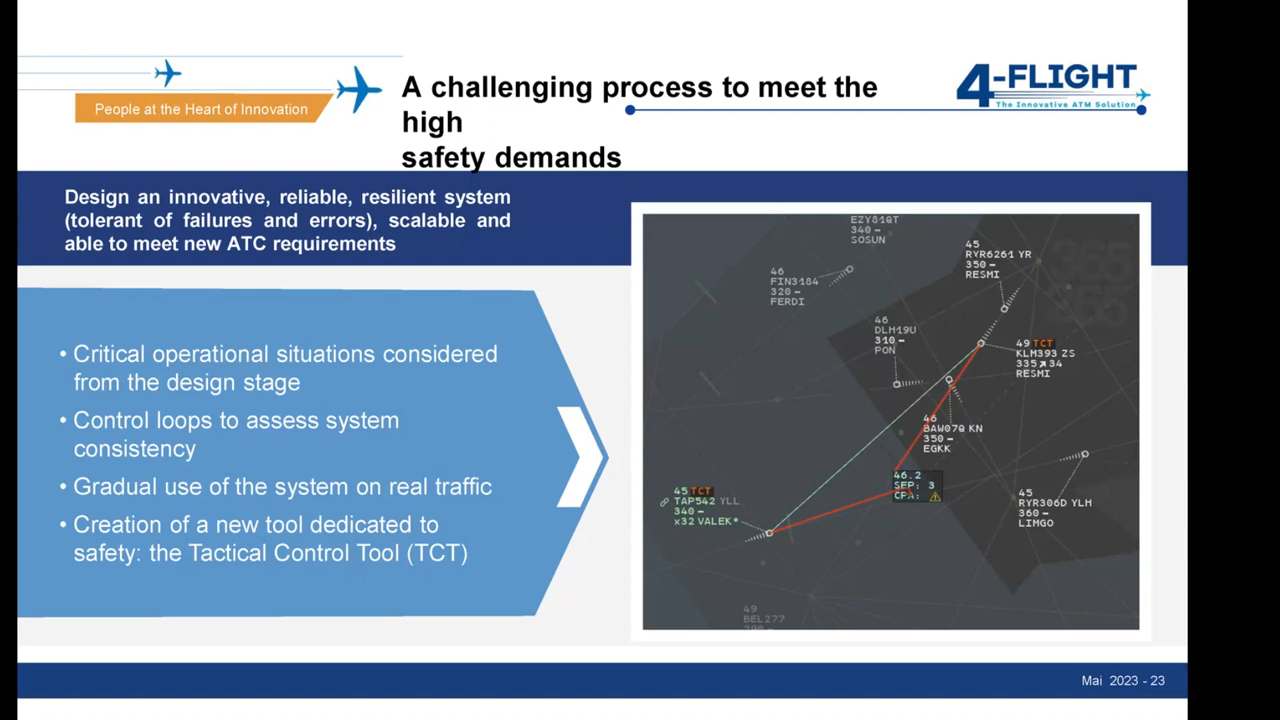 People at the Heart of Innovation
A challenging process to meet the
high
safety demands
4-FLIGHT
The Innovative ATM Solution
Design an innovative, reliable, resilient system
(tolerant of failures and errors), scalable and
able to meet new ATC requirements
• Critical operational situations considered
from the design stage
• Control loops to assess system
consistency
• Gradual use of the system on real traffic
• Creation of a new tool dedicated to
safety: the Tactical Control Tool (TCT)
EZY81QT
340
SOSUN
45
RYR6261 YR
350
RESMI
46
FIN3184
320
FERDI
46
DLM19U
310
PON
49 TCT
KLM393 ZS
335↗34
RESMI
46
BAW07Q KN
350
EGKK
46.2
SEP: 3
CPA:
45 TCT
TAP542 YLL
340
x32 VALEK*
45
RYR306D YLH
360
LIMGO
49
BEL277
Mai 2023 - 23